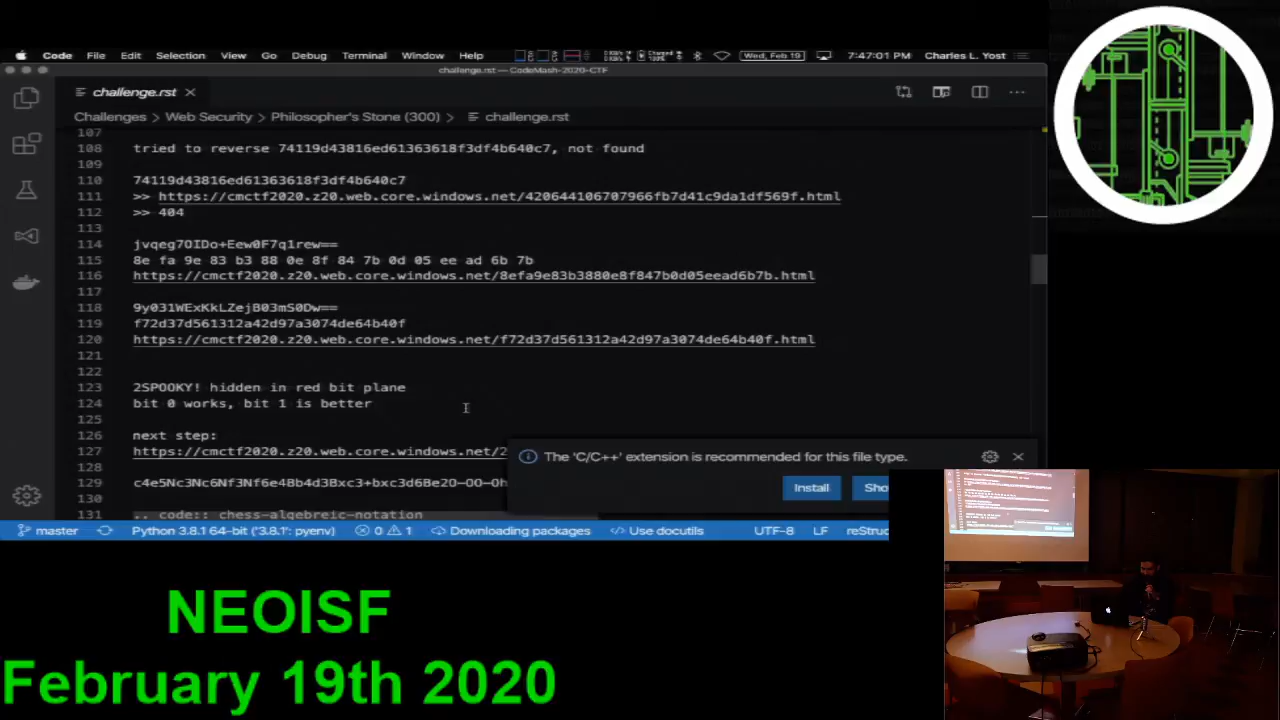 Code File Edit Selection View Go Debug Terminal Window Help Wed, Feb 19 7:47:01 PM Charles L. Yost
challenge.rst — CodeMash-2020-CTF
challenge.rst
Challenges > Web Security > Philosopher's Stone (300) > challenge.rst
107
108 tried to reverse 74119d43816ed61363618f3df4b640c7, not found
109
110 74119d43816ed61363618f3df4b640c7
111 >> https://cmctf2020.z20.web.core.windows.net/420644106707966fb7d41c9da1df569f.html
112 >> 404
113
114 jvqeg7OIDo+Eew0F7q1rew==
115 8e fa 9e 83 b3 88 0e 8f 84 7b 0d 05 ee ad 6b 7b
116 https://cmctf2020.z20.web.core.windows.net/8efa9e83b3880e8f847b0d05eead6b7b.html
117
118 9y031WExKkLZejB03mS0Dw==
119 f72d37d561312a42d97a3074de64b40f
120 https://cmctf2020.z20.web.core.windows.net/f72d37d561312a42d97a3074de64b40f.html
121
122
123 2SPOOKY! hidden in red bit plane
124 bit 0 works, bit 1 is better
125
126 next step:
127 https://cmctf2020.z20.web.core.windows.net/2
128
129 c4e5Nc3Nc6Nf3Nf6e4Bb4d3Bxc3+bxc3d6Be2O-OO-Oh
130
131 .. code:: chess-algebreic-notation
The 'C/C++' extension is recommended for this file type.
Install Sho
master Python 3.8.1 64-bit ('3.8.1': pyenv) 0 1 Downloading packages Use docutils UTF-8 LF reStruc
NEOISF
February 19th 2020